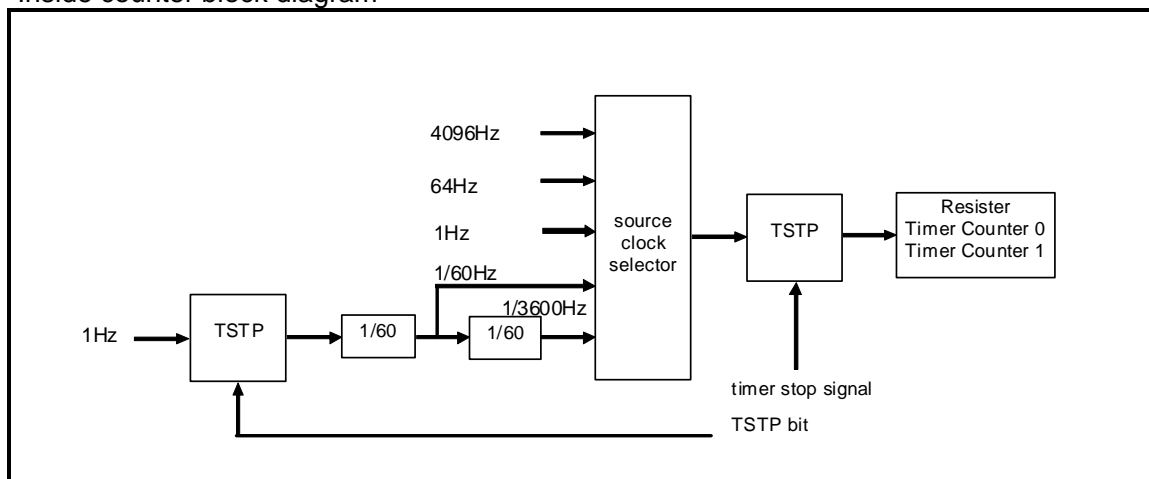 Inside counter block diagram
4096Hz
64Hz
1Hz
1/60Hz
1/3600Hz
1Hz
TSTP
1/60
1/60
source
clock
selector
TSTP
Resister
Timer Counter 0
Timer Counter 1
timer stop signal
TSTP bit